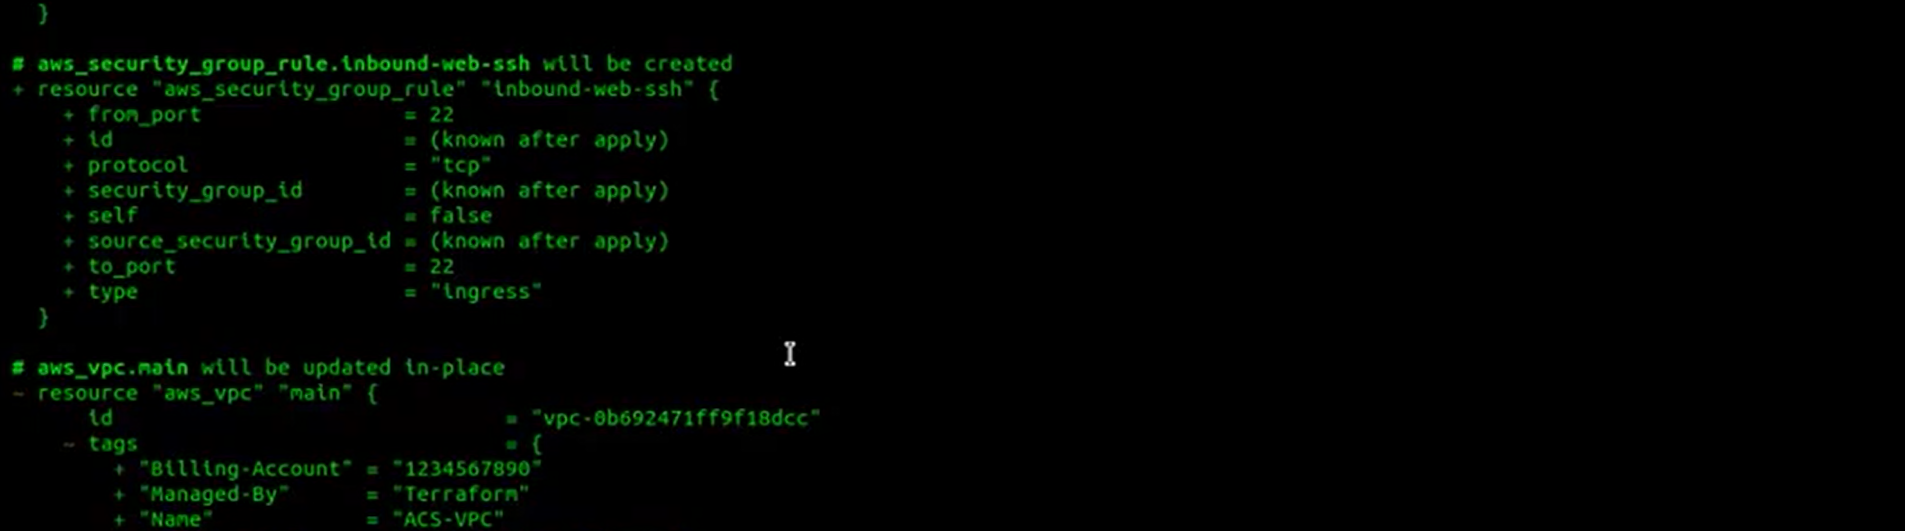 }
# aws_security_group_rule.inbound-web-ssh will be created
+ resource "aws_security_group_rule" "inbound-web-ssh" {
+ from_port = 22
+ id = (known after apply)
+ protocol = "tcp"
+ security_group_id = (known after apply)
+ self = false
+ source_security_group_id = (known after apply)
+ to_port = 22
+ type = "ingress"
}
# aws_vpc.main will be updated in-place
~ resource "aws_vpc" "main" {
id = "vpc-0b692471ff9f18dcc"
~ tags = {
+ "Billing-Account" = "1234567890"
+ "Managed-By" = "Terraform"
+ "Name" = "ACS-VPC"